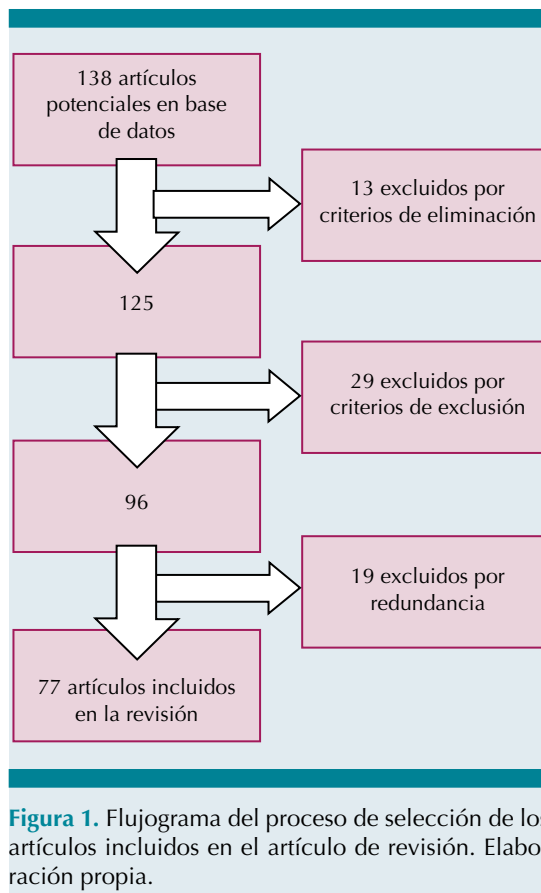 138 artículos
potenciales en base
de datos
13 excluidos por
criterios de eliminación
125
29 excluidos por
criterios de exclusión
96
19 excluidos por
redundancia
77 artículos incluidos
en la revisión
Figura 1. Flujograma del proceso de selección de los
artículos incluidos en el artículo de revisión. Elabo
ración propia.